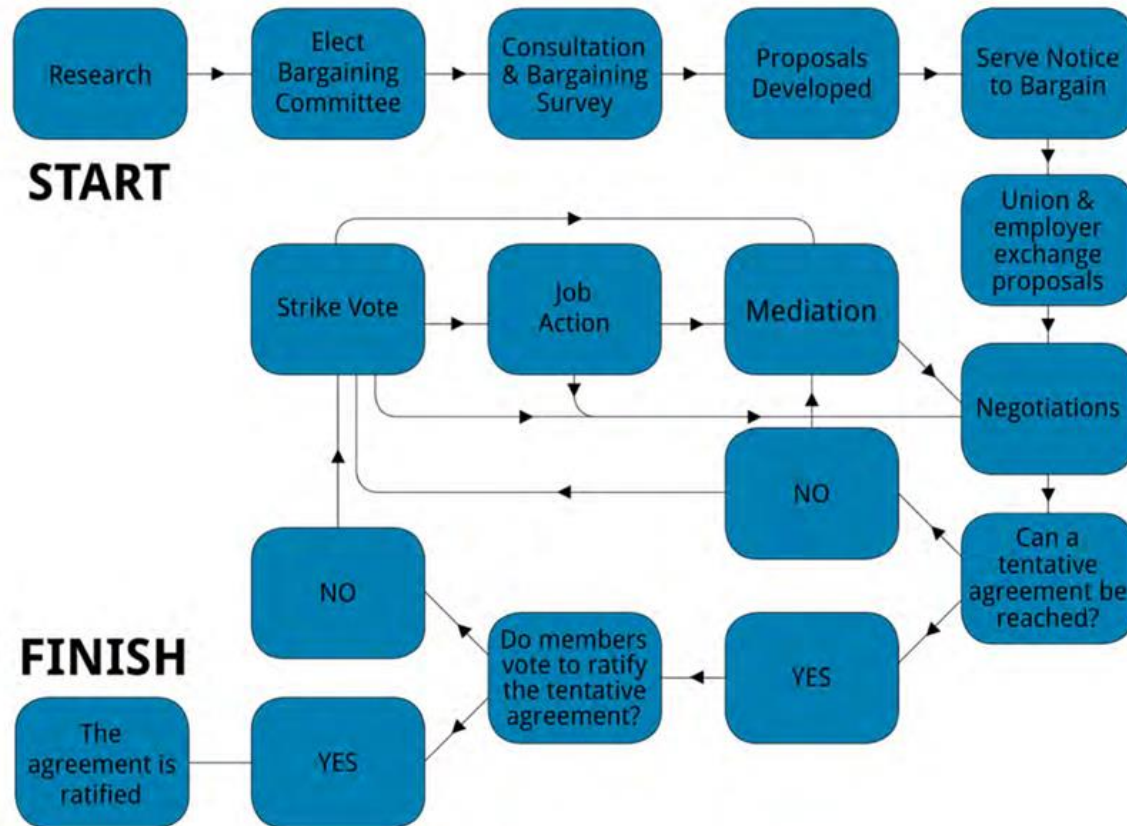 Research
Elect
Bargaining
Committee
Consultation
& Bargaining
Survey
Proposals
Developed
Serve Notice
to Bargain
START
Union &
employer
exchange
proposals
Strike Vote
Job
Action
Mediation
Negotiations
NO
Can a
tentative
agreement be
reached?
NO
Do members
vote to ratify
the tentative
agreement?
YES
FINISH
The
agreement is
ratified
YES